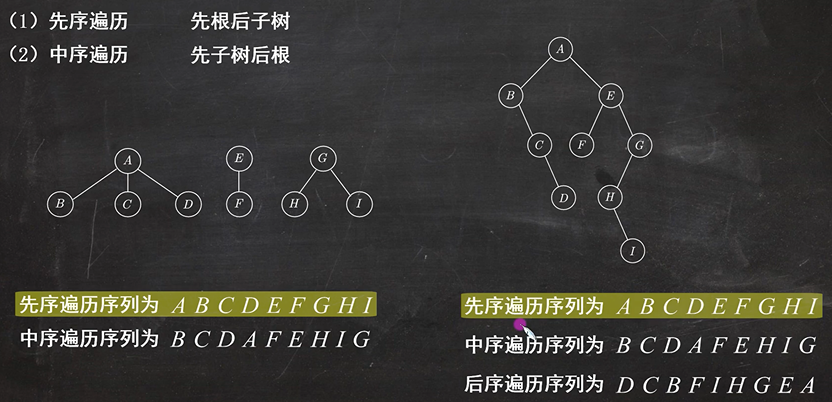 (1) 先序遍历 先根后子树
(2) 中序遍历 先子树后根
A
B C D
E
F
G
H I
先序遍历序列为 A B C D E F G H I
中序遍历序列为 B C D A F E H I G
A
B E
C F G
D H
I
先序遍历序列为 A B C D E F G H I
中序遍历序列为 B C D A F E H I G
后序遍历序列为 D C B F I H G E A